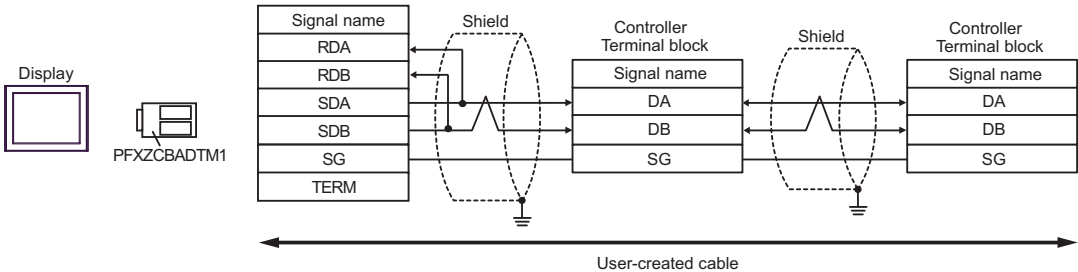 Display
PFXZCBADTM1
Signal name
RDA
RDB
SDA
SDB
SG
TERM
Shield
Controller
Terminal block
Signal name
DA
DB
SG
Shield
Controller
Terminal block
Signal name
DA
DB
SG
User-created cable